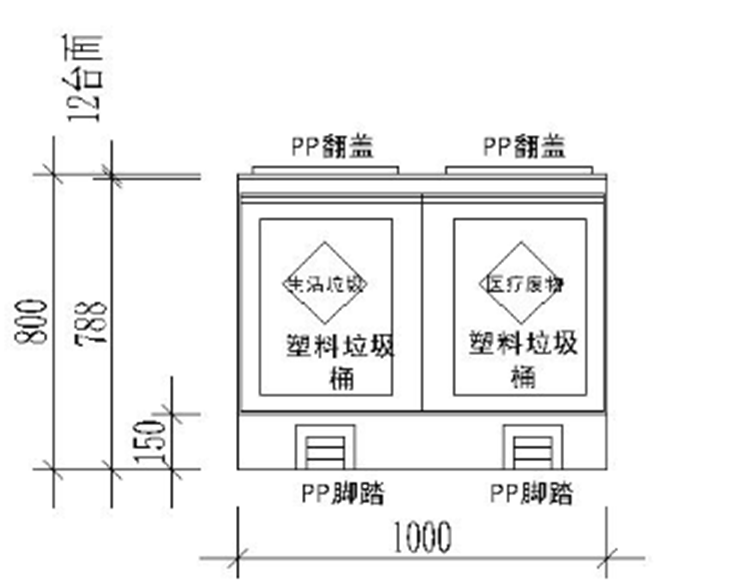 12台面
PP翻盖
PP翻盖
生活垃圾
医疗废物
塑料垃圾
桶
塑料垃圾
桶
800
788
150
PP脚踏
PP脚踏
1000